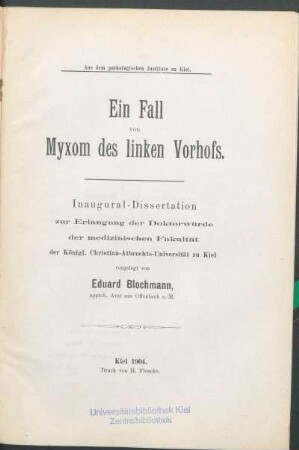 Aus dem pathologischen Institute zu Kiel.
Ein Fall
von
Myxom des linken Vorhofs.
Inaugural-Dissertation
zur Erlangung der Doktorwürde
der medizinischen Fakultät
der Königl. Christian-Albrechts-Universität zu Kiel
vorgelegt von
Eduard Blochmann,
approb. Arzt aus Offenbach a./M.
Kiel 1904.
Druck von H. Fiencke.
Universitätsbibliothek Kiel
Zentralbibliothek